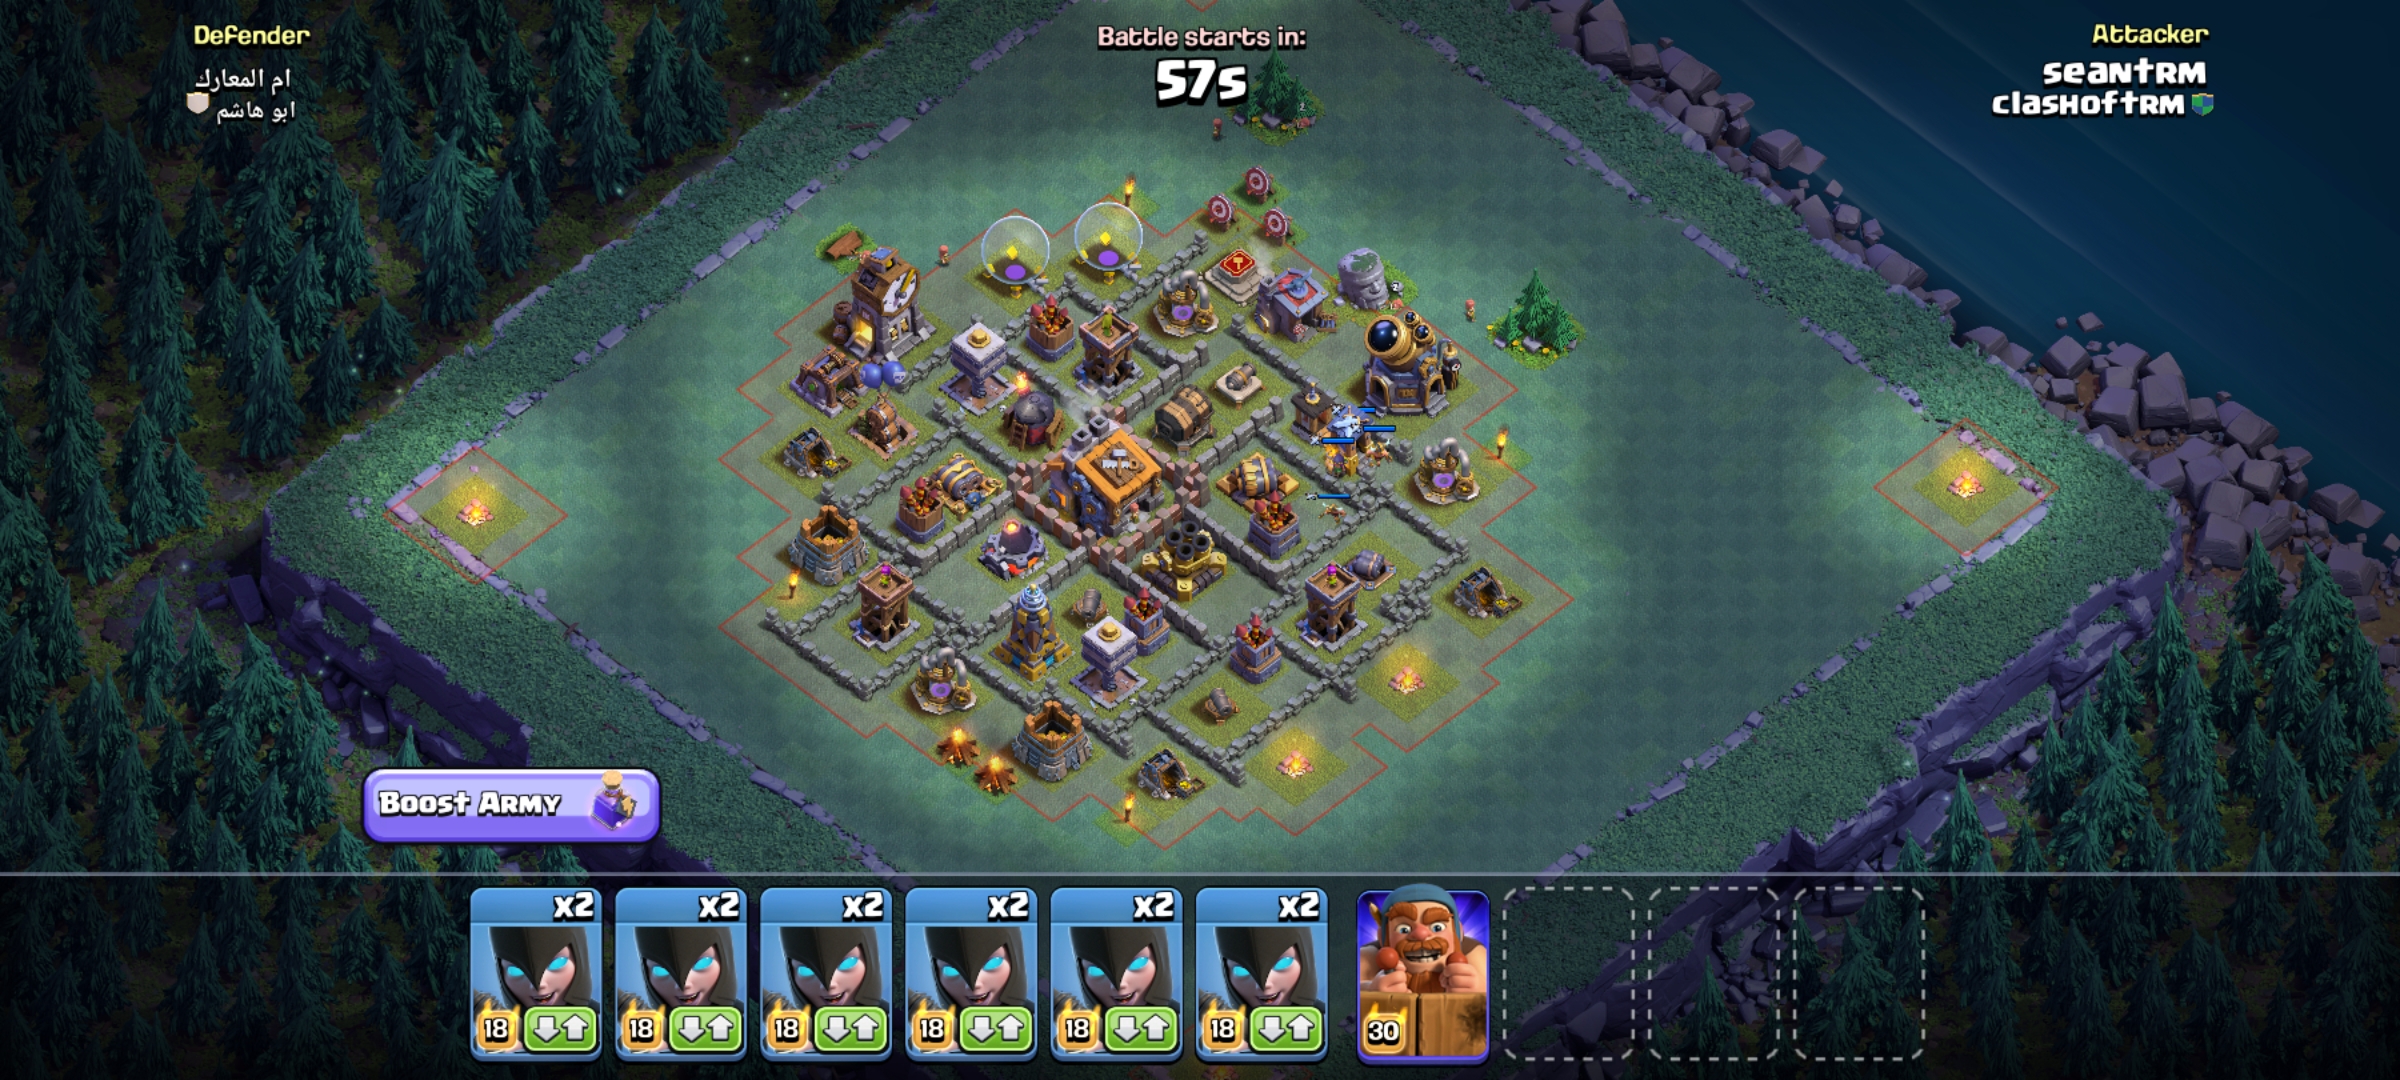 Defender
ام المعارك
ابو هاشم
Battle starts in:
57s
Attacker
seantRM
clashoftRM
Boost Army
x2
x2
x2
x2
x2
x2
18
18
18
18
18
18
30